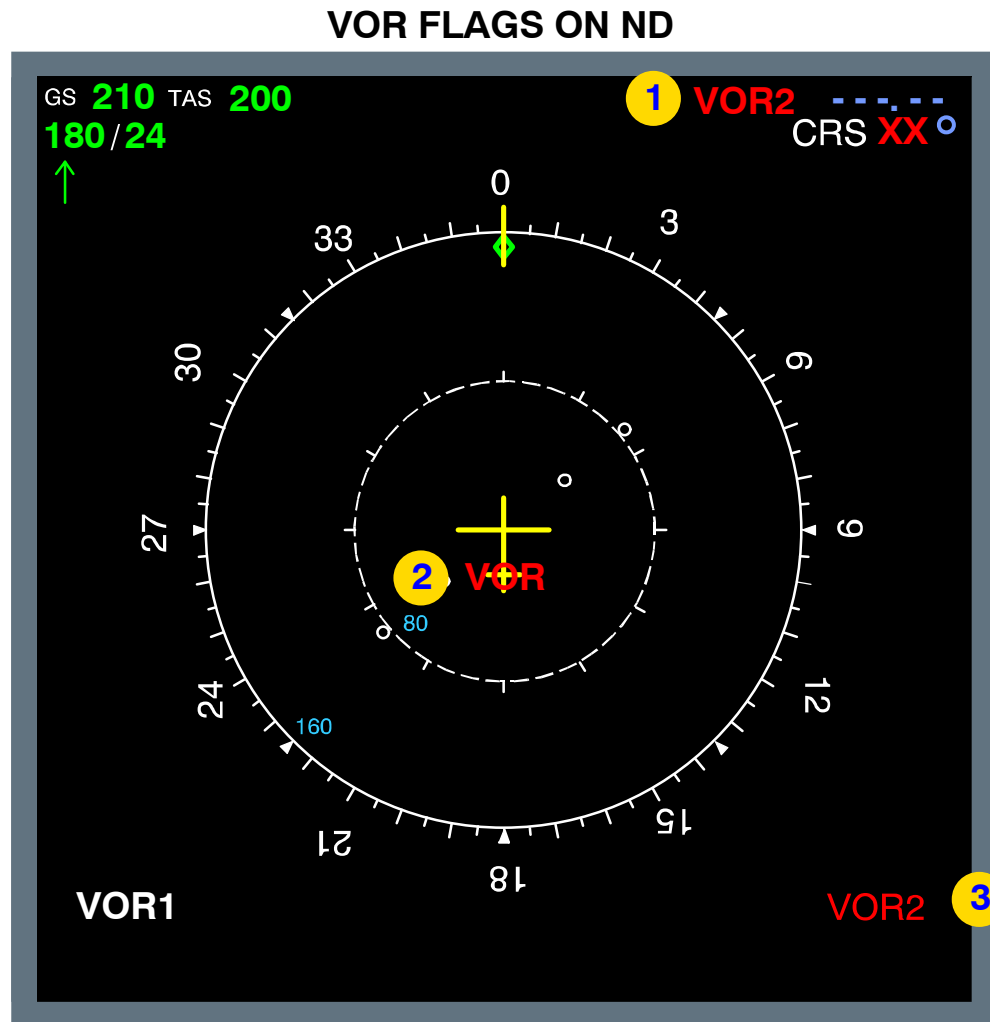 VOR FLAGS ON ND
GS 210 TAS 200
1 VOR2 ---.--
180/24
CRS XX°
0
33
3
30
6
27
9
2 VOR
80
24
12
160
21
15
18
VOR1
VOR2 3